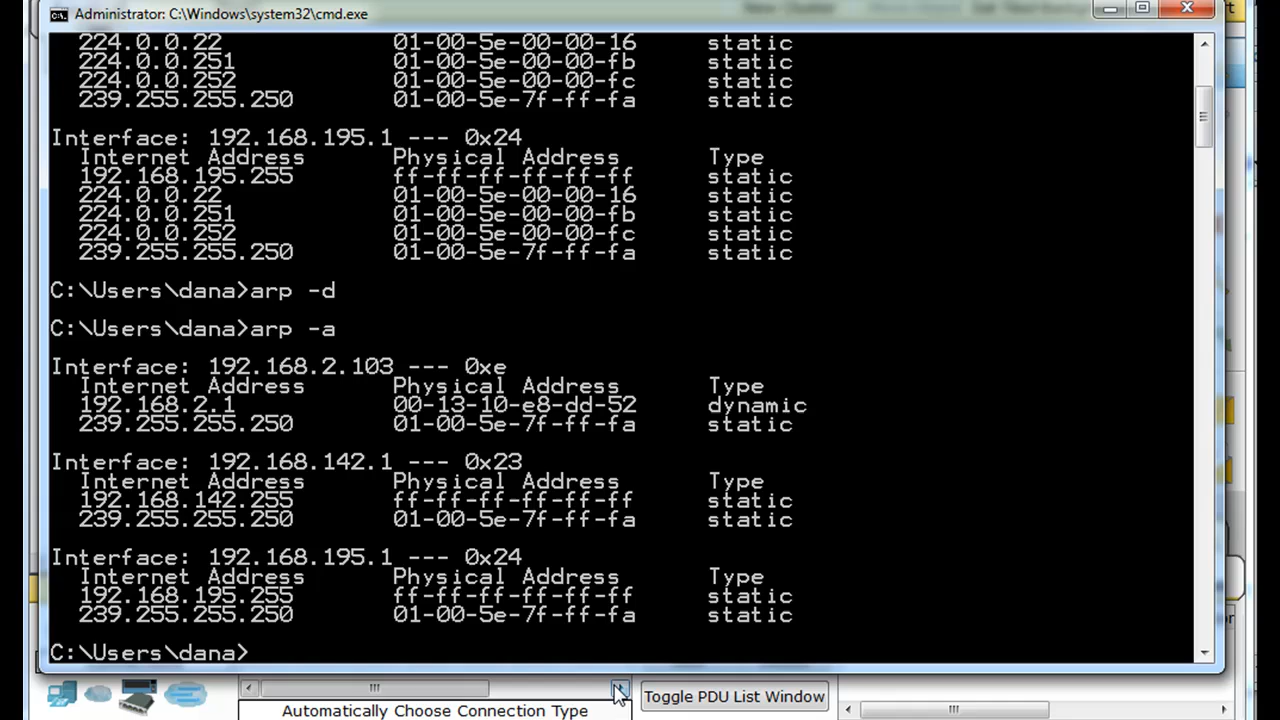 Administrator: C:\Windows\system32\cmd.exe
224.0.0.22 01-00-5e-00-00-16 static
224.0.0.251 01-00-5e-00-00-fb static
224.0.0.252 01-00-5e-00-00-fc static
239.255.255.250 01-00-5e-7f-ff-fa static
Interface: 192.168.195.1 --- 0x24
Internet Address Physical Address Type
192.168.195.255 ff-ff-ff-ff-ff-ff static
224.0.0.22 01-00-5e-00-00-16 static
224.0.0.251 01-00-5e-00-00-fb static
224.0.0.252 01-00-5e-00-00-fc static
239.255.255.250 01-00-5e-7f-ff-fa static
C:\Users\dana>arp -d
C:\Users\dana>arp -a
Interface: 192.168.2.103 --- 0xe
Internet Address Physical Address Type
192.168.2.1 00-13-10-e8-dd-52 dynamic
239.255.255.250 01-00-5e-7f-ff-fa static
Interface: 192.168.142.1 --- 0x23
Internet Address Physical Address Type
192.168.142.255 ff-ff-ff-ff-ff-ff static
239.255.255.250 01-00-5e-7f-ff-fa static
Interface: 192.168.195.1 --- 0x24
Internet Address Physical Address Type
192.168.195.255 ff-ff-ff-ff-ff-ff static
239.255.255.250 01-00-5e-7f-ff-fa static
C:\Users\dana>
Toggle PDU List Window
Automatically Choose Connection Type